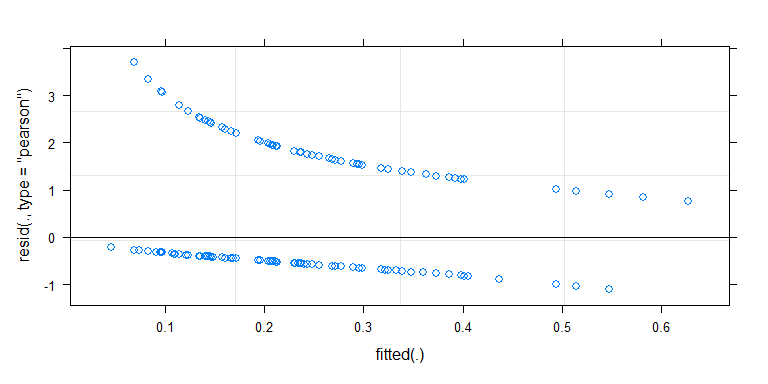 3
2
1
0
-1
resid(., type = "pearson")
0.1 0.2 0.3 0.4 0.5 0.6
fitted(.)